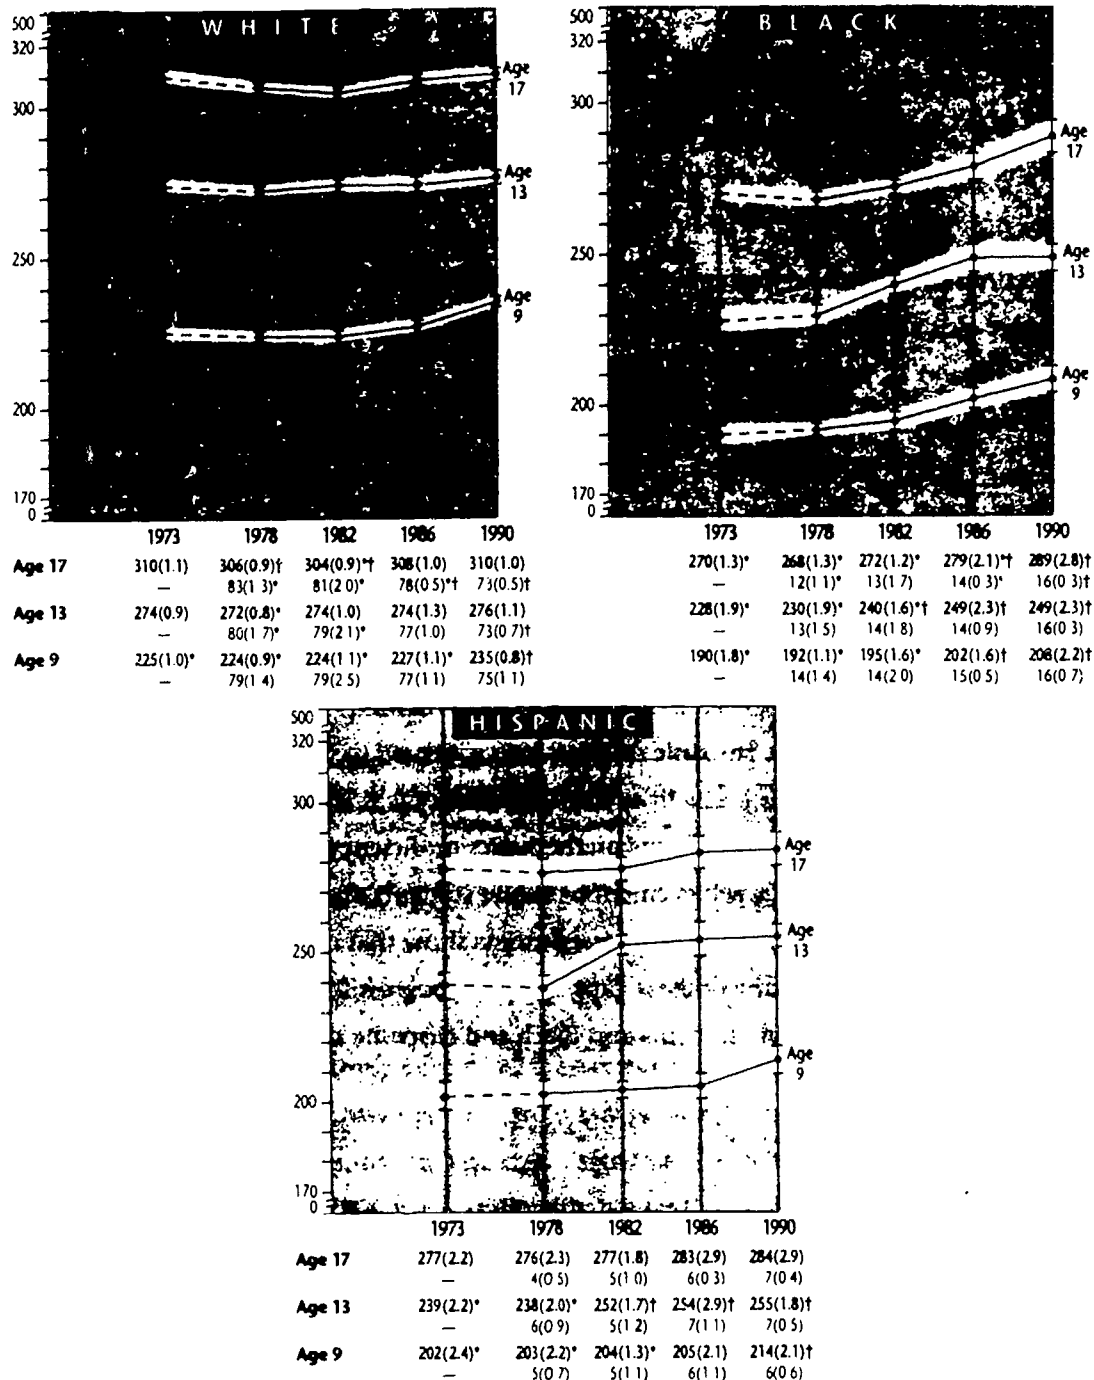 WHITE
500
320
300
250
200
170
0
Age 17
Age 13
Age 9
1973 1978 1982 1986 1990
Age 17 310(1.1) 306(0.9)† 304(0.9)*† 308(1.0) 310(1.0)
— 83(1 3)* 81(2.0)* 78(0.5)*† 73(0.5)†
Age 13 274(0.9) 272(0.8)* 274(1.0) 274(1.3) 276(1.1)
— 80(1 7)* 79(2 1)* 77(1.0) 73(0 7)†
Age 9 225(1.0)* 224(0.9)* 224(1 1)* 227(1.1)* 235(0.8)†
— 79(1 4) 79(2 5) 77(1 1) 75(1 1)
BLACK
500
320
300
250
200
170
0
Age 17
Age 13
Age 9
1973 1978 1982 1986 1990
270(1.3)* 268(1.3)* 272(1.2)* 279(2.1)*† 289(2.8)†
— 12(1 1)* 13(1 7) 14(0 3)* 16(0 3)†
228(1.9)* 230(1.9)* 240(1.6)*† 249(2.3)† 249(2.3)†
— 13(1 5) 14(1 8) 14(0 9) 16(0 3)
190(1.8)* 192(1.1)* 195(1.6)* 202(1.6)† 208(2.2)†
— 14(1 4) 14(2 0) 15(0 5) 16(0 7)
HISPANIC
500
320
300
250
200
170
0
Age 17
Age 13
Age 9
1973 1978 1982 1986 1990
Age 17 277(2.2) 276(2.3) 277(1.8) 283(2.9) 284(2.9)
— 4(0 5) 5(1 0) 6(0 3) 7(0 4)
Age 13 239(2.2)* 238(2.0)* 252(1.7)† 254(2.9)† 255(1.8)†
— 6(0 9) 5(1 2) 7(1 1) 7(0 5)
Age 9 202(2.4)* 203(2.2)* 204(1.3)* 205(2.1) 214(2.1)†
— 5(0 7) 5(1 1) 6(1 1) 6(0 6)